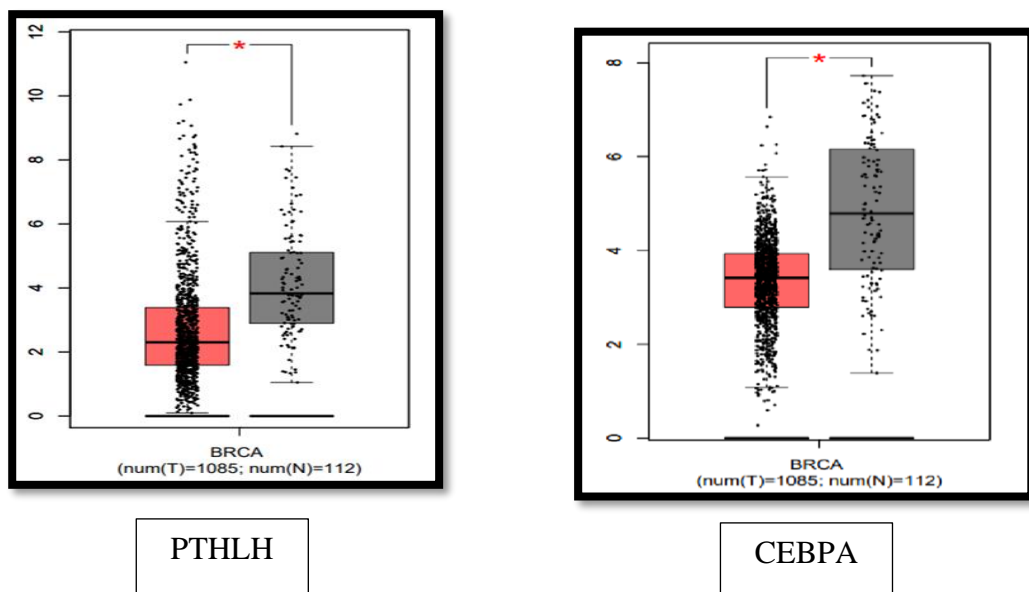 12
10
8
6
4
2
0
*
BRCA
(num(T)=1085; num(N)=112)
PTHLH
8
6
4
2
0
*
BRCA
(num(T)=1085; num(N)=112)
CEBPA